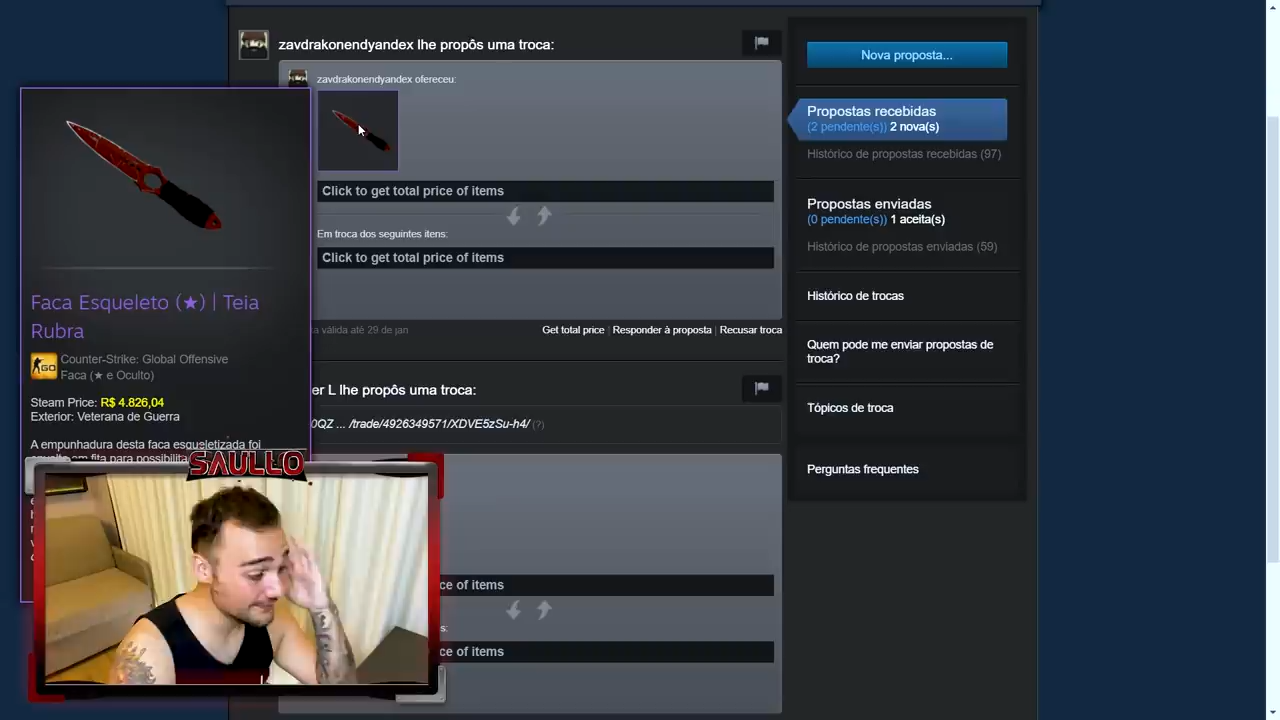 zavdrakonendyandex lhe propôs uma troca:
zavdrakonendyandex ofereceu:
Click to get total price of items
Em troca dos seguintes itens:
Click to get total price of items
válida até 29 de jan
Get total price | Responder à proposta | Recusar troca
er L lhe propôs uma troca:
0QZ ... /trade/4926349571/XDVE5zSu-h4/ (?)
ce of items
s:
ce of items
Nova proposta...
Propostas recebidas
(2 pendente(s)) 2 nova(s)
Histórico de propostas recebidas (97)
Propostas enviadas
(0 pendente(s)) 1 aceita(s)
Histórico de propostas enviadas (59)
Histórico de trocas
Quem pode me enviar propostas de
troca?
Tópicos de troca
Perguntas frequentes
Faca Esqueleto (★) | Teia
Rubra
GO
Counter-Strike: Global Offensive
Faca (★ e Oculto)
Steam Price: R$ 4.826,04
Exterior: Veterana de Guerra
A empunhadura desta faca esqueletizada foi
em fita para possibilita
SAULLO